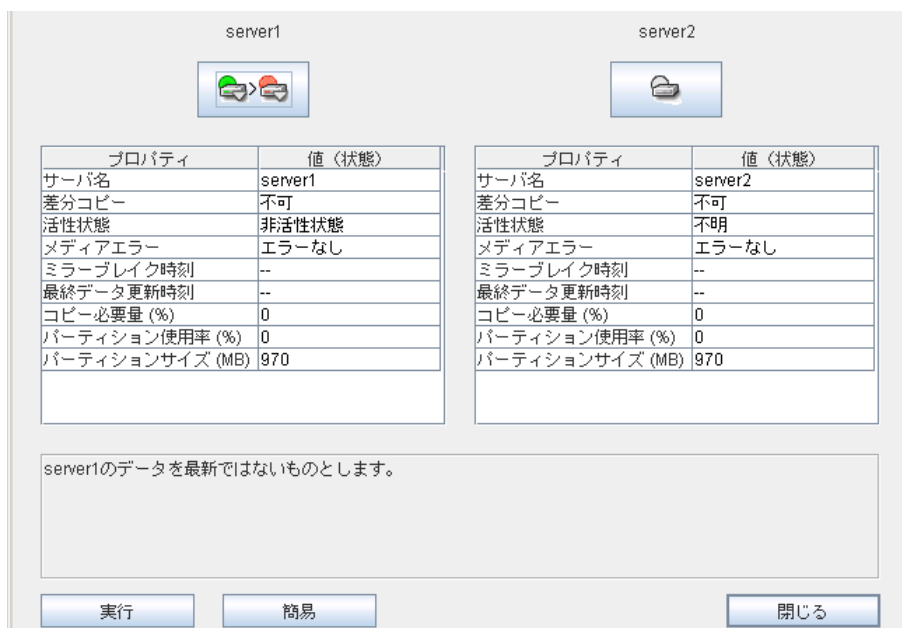 server1
server2
プロパティ 値（状態）
サーバ名 server1
差分コピー 不可
活性状態 非活性状態
メディアエラー エラーなし
ミラーブレイク時刻 --
最終データ更新時刻 --
コピー必要量 (%) 0
パーティション使用率 (%) 0
パーティションサイズ (MB) 970
プロパティ 値（状態）
サーバ名 server2
差分コピー 不可
活性状態 不明
メディアエラー エラーなし
ミラーブレイク時刻 --
最終データ更新時刻 --
コピー必要量 (%) 0
パーティション使用率 (%) 0
パーティションサイズ (MB) 970
server1のデータを最新ではないものとします。
実行
簡易
閉じる